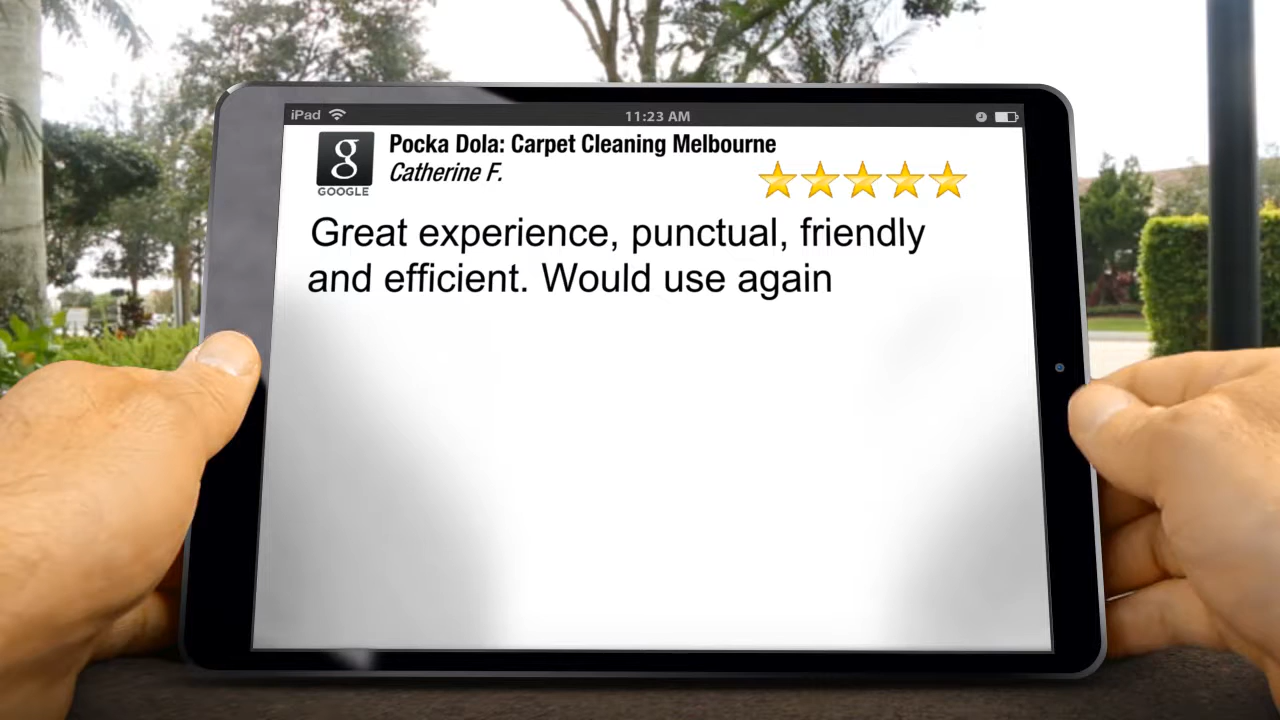 iPad 11:23 AM
g
GOOGLE
Pocka Dola: Carpet Cleaning Melbourne
Catherine F.
Great experience, punctual, friendly
and efficient. Would use again